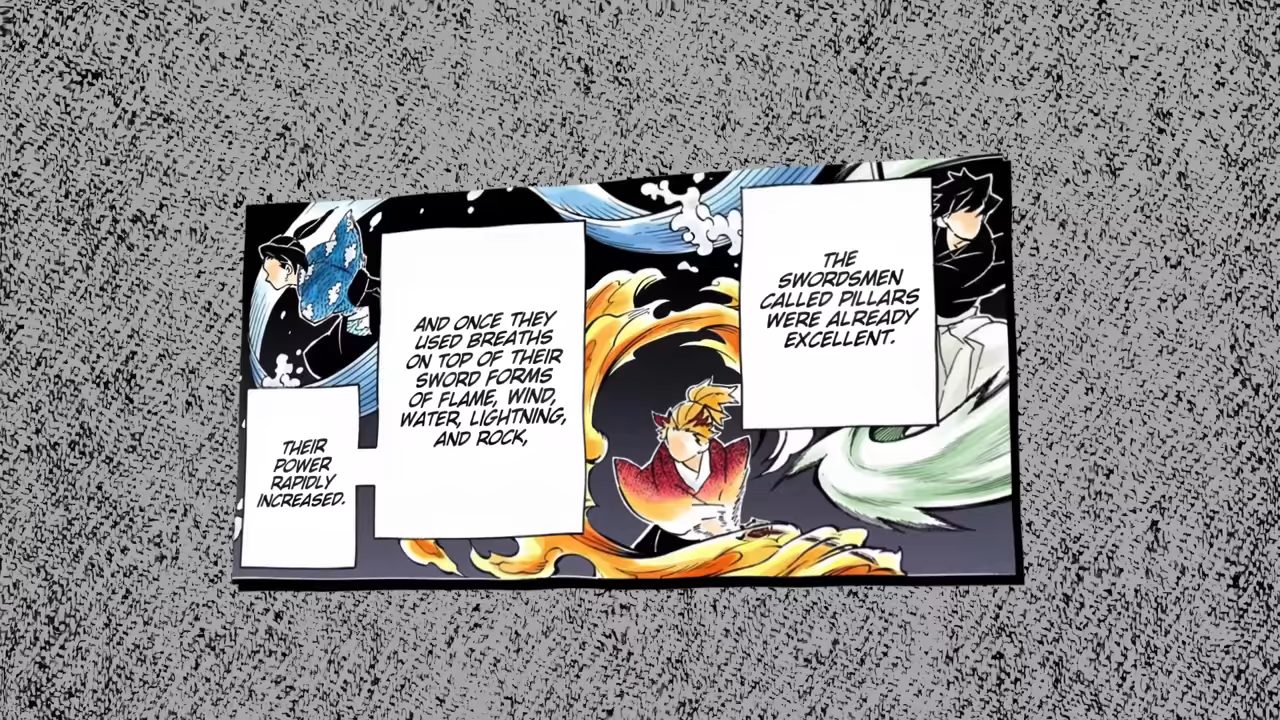 THE
SWORDSMEN
CALLED PILLARS
WERE ALREADY
EXCELLENT.
AND ONCE THEY
USED BREATHS
ON TOP OF THEIR
SWORD FORMS
OF FLAME, WIND,
WATER, LIGHTNING,
AND ROCK,
THEIR
POWER
RAPIDLY
INCREASED.